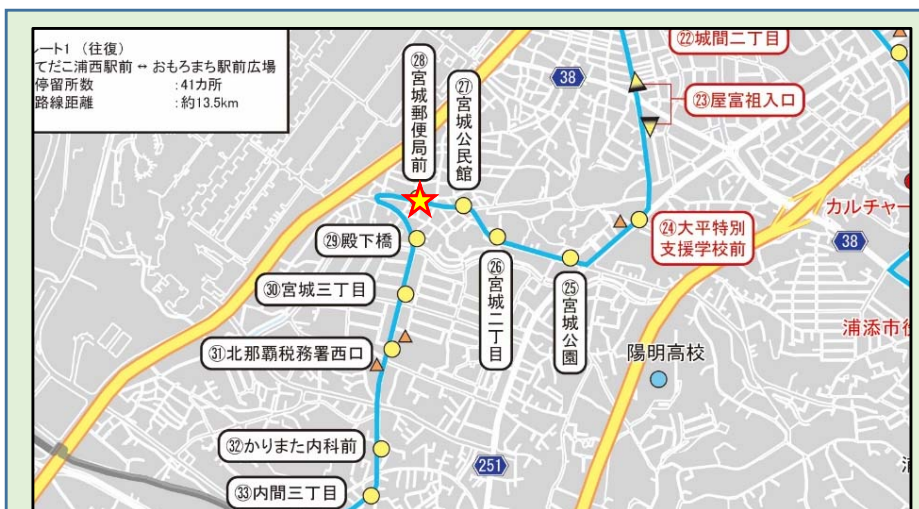 ート1 （往復）
てだこ浦西駅前 ↔ おもろまち駅前広場
停留所数 ：41カ所
路線距離 ：約13.5km
㉘宮城郵便局前
㉗宮城公民館
㉒城間二丁目
38
㉓屋富祖入口
カルチャー
㉔大平特別
支援学校前
38
㉙殿下橋
㉚宮城三丁目
㉖宮城二丁目
㉕宮城公園
浦添市役
㉛北那覇税務署西口
陽明高校
㉜かりまた内科前
251
㉝内間三丁目